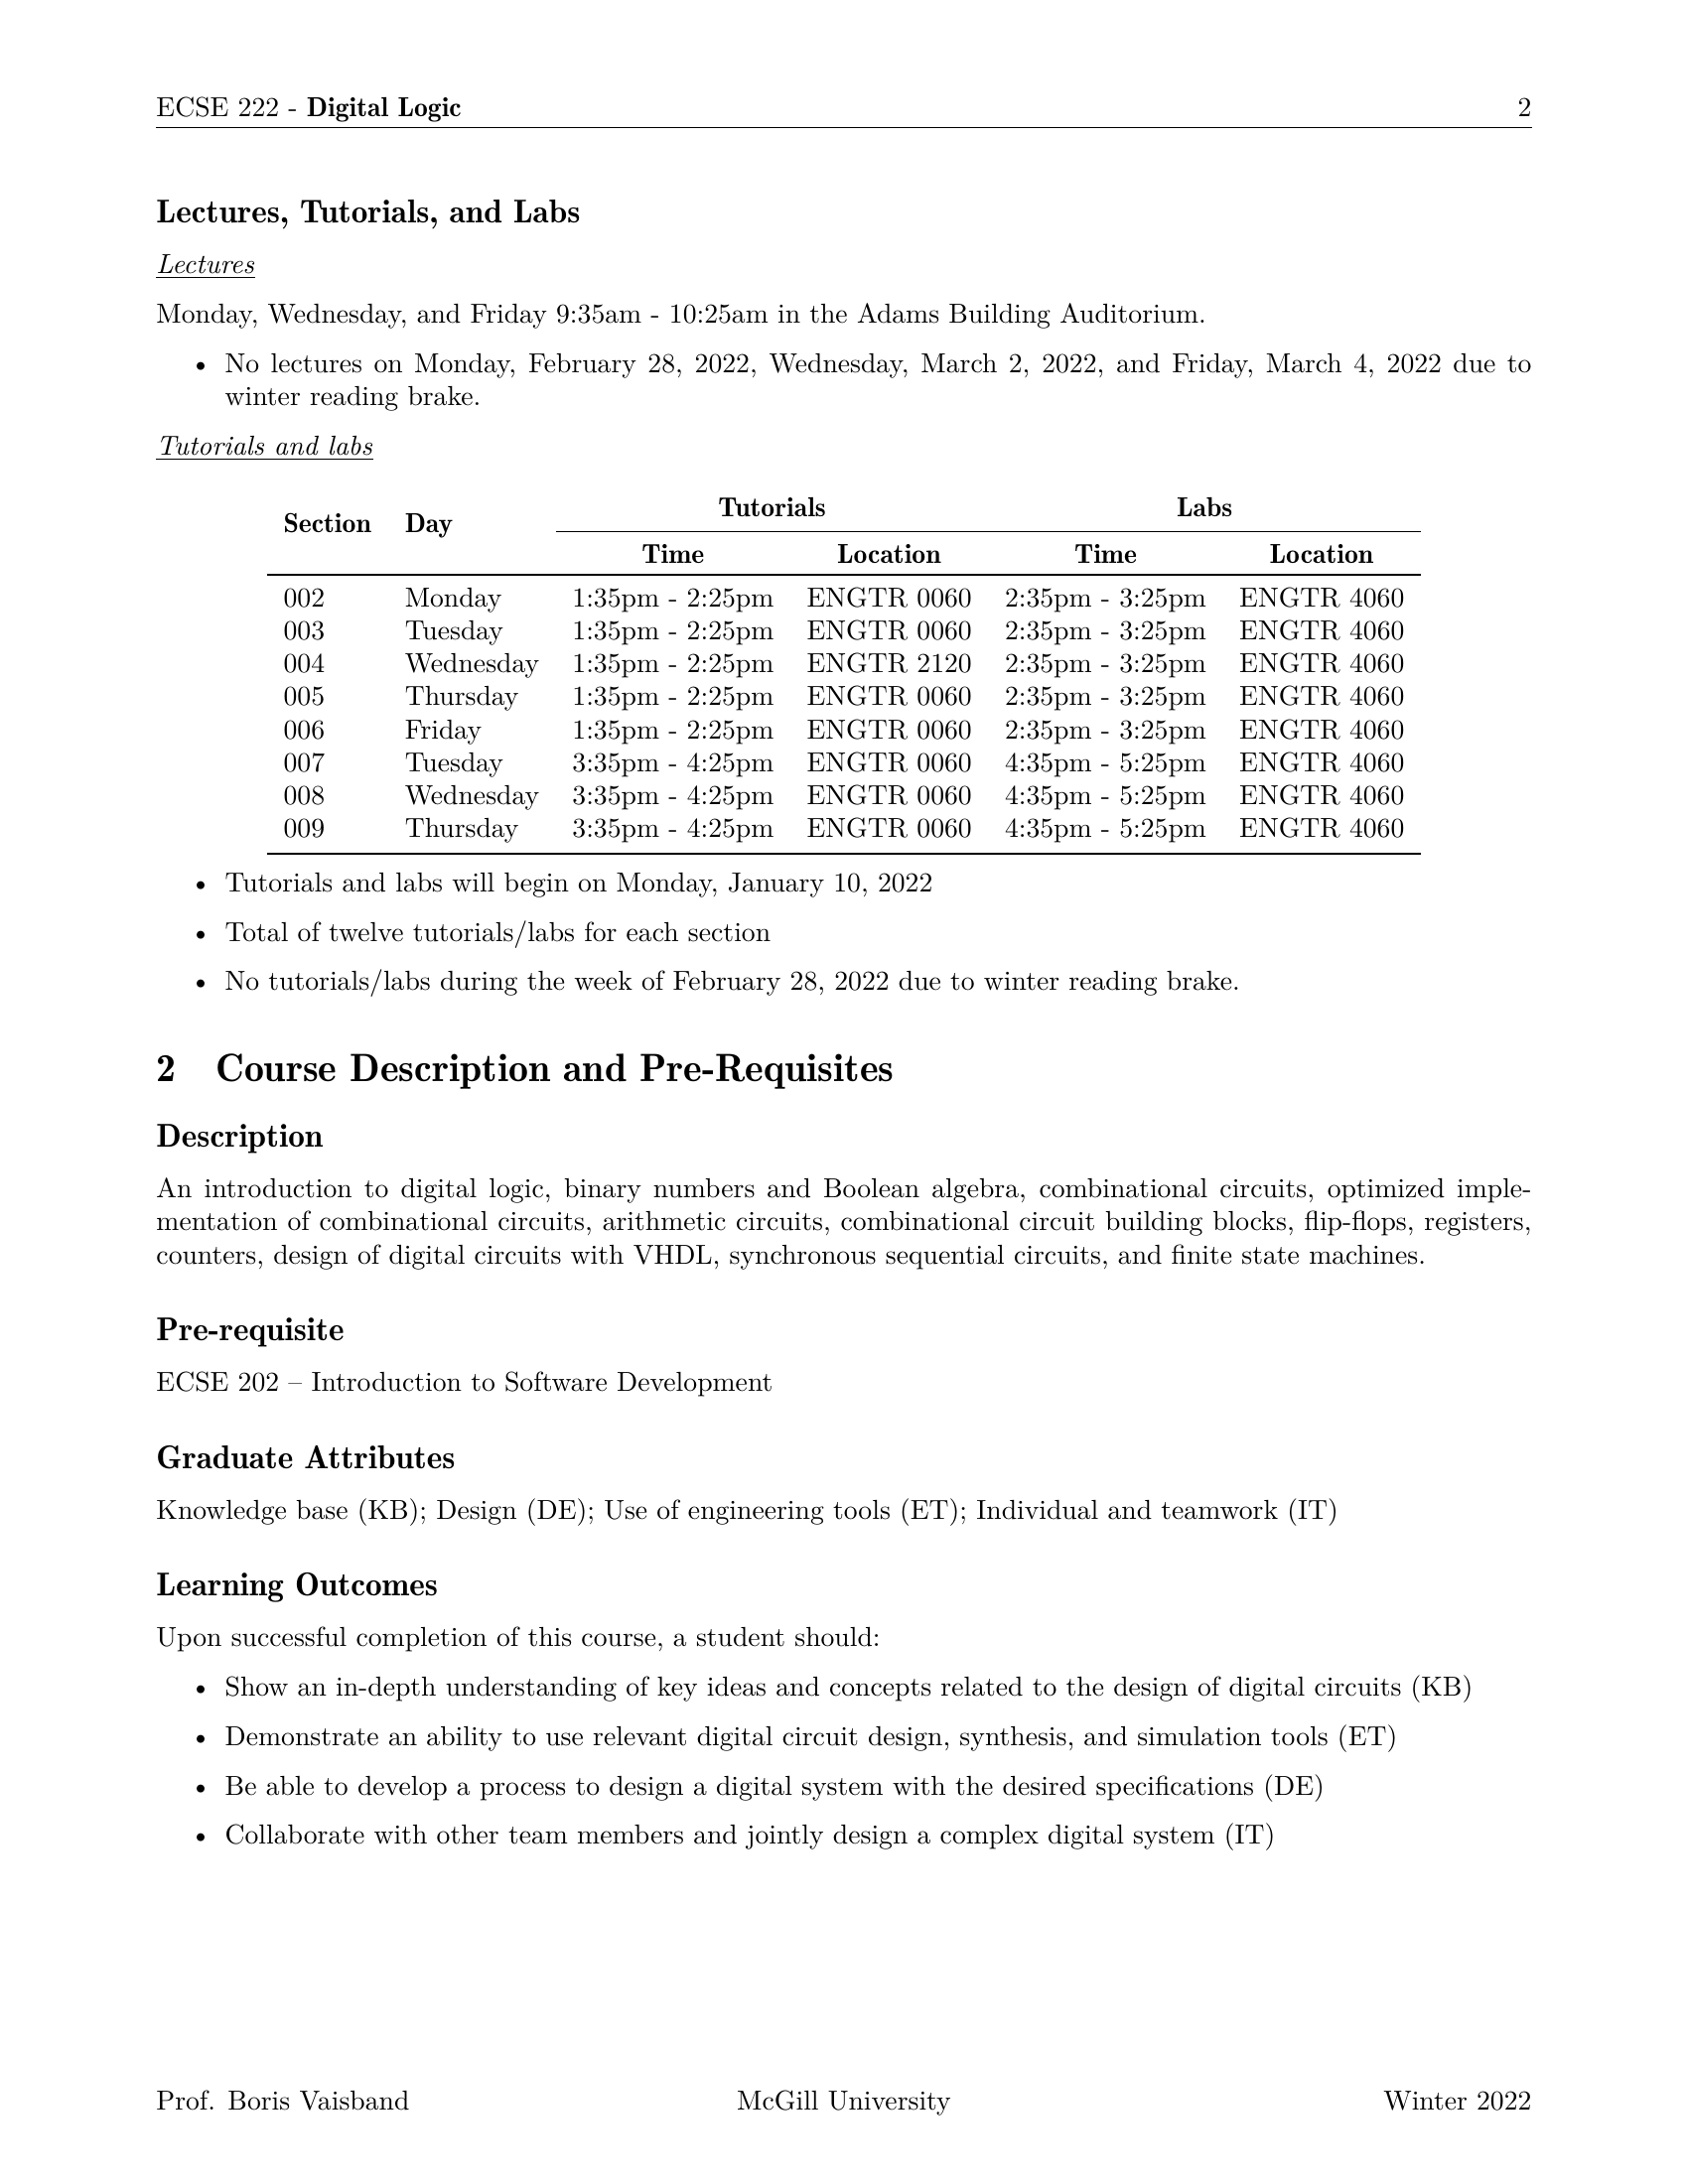 ECSE 222 - Digital Logic 2
Lectures, Tutorials, and Labs
Lectures
Monday, Wednesday, and Friday 9:35am - 10:25am in the Adams Building Auditorium.
• No lectures on Monday, February 28, 2022, Wednesday, March 2, 2022, and Friday, March 4, 2022 due to
winter reading brake.
Tutorials and labs
Section Day Tutorials Labs
Time Location Time Location
002 Monday 1:35pm - 2:25pm ENGTR 0060 2:35pm - 3:25pm ENGTR 4060
003 Tuesday 1:35pm - 2:25pm ENGTR 0060 2:35pm - 3:25pm ENGTR 4060
004 Wednesday 1:35pm - 2:25pm ENGTR 2120 2:35pm - 3:25pm ENGTR 4060
005 Thursday 1:35pm - 2:25pm ENGTR 0060 2:35pm - 3:25pm ENGTR 4060
006 Friday 1:35pm - 2:25pm ENGTR 0060 2:35pm - 3:25pm ENGTR 4060
007 Tuesday 3:35pm - 4:25pm ENGTR 0060 4:35pm - 5:25pm ENGTR 4060
008 Wednesday 3:35pm - 4:25pm ENGTR 0060 4:35pm - 5:25pm ENGTR 4060
009 Thursday 3:35pm - 4:25pm ENGTR 0060 4:35pm - 5:25pm ENGTR 4060
• Tutorials and labs will begin on Monday, January 10, 2022
• Total of twelve tutorials/labs for each section
• No tutorials/labs during the week of February 28, 2022 due to winter reading brake.
2 Course Description and Pre-Requisites
Description
An introduction to digital logic, binary numbers and Boolean algebra, combinational circuits, optimized imple-
mentation of combinational circuits, arithmetic circuits, combinational circuit building blocks, flip-flops, registers,
counters, design of digital circuits with VHDL, synchronous sequential circuits, and finite state machines.
Pre-requisite
ECSE 202 – Introduction to Software Development
Graduate Attributes
Knowledge base (KB); Design (DE); Use of engineering tools (ET); Individual and teamwork (IT)
Learning Outcomes
Upon successful completion of this course, a student should:
• Show an in-depth understanding of key ideas and concepts related to the design of digital circuits (KB)
• Demonstrate an ability to use relevant digital circuit design, synthesis, and simulation tools (ET)
• Be able to develop a process to design a digital system with the desired specifications (DE)
• Collaborate with other team members and jointly design a complex digital system (IT)
Prof. Boris Vaisband McGill University Winter 2022